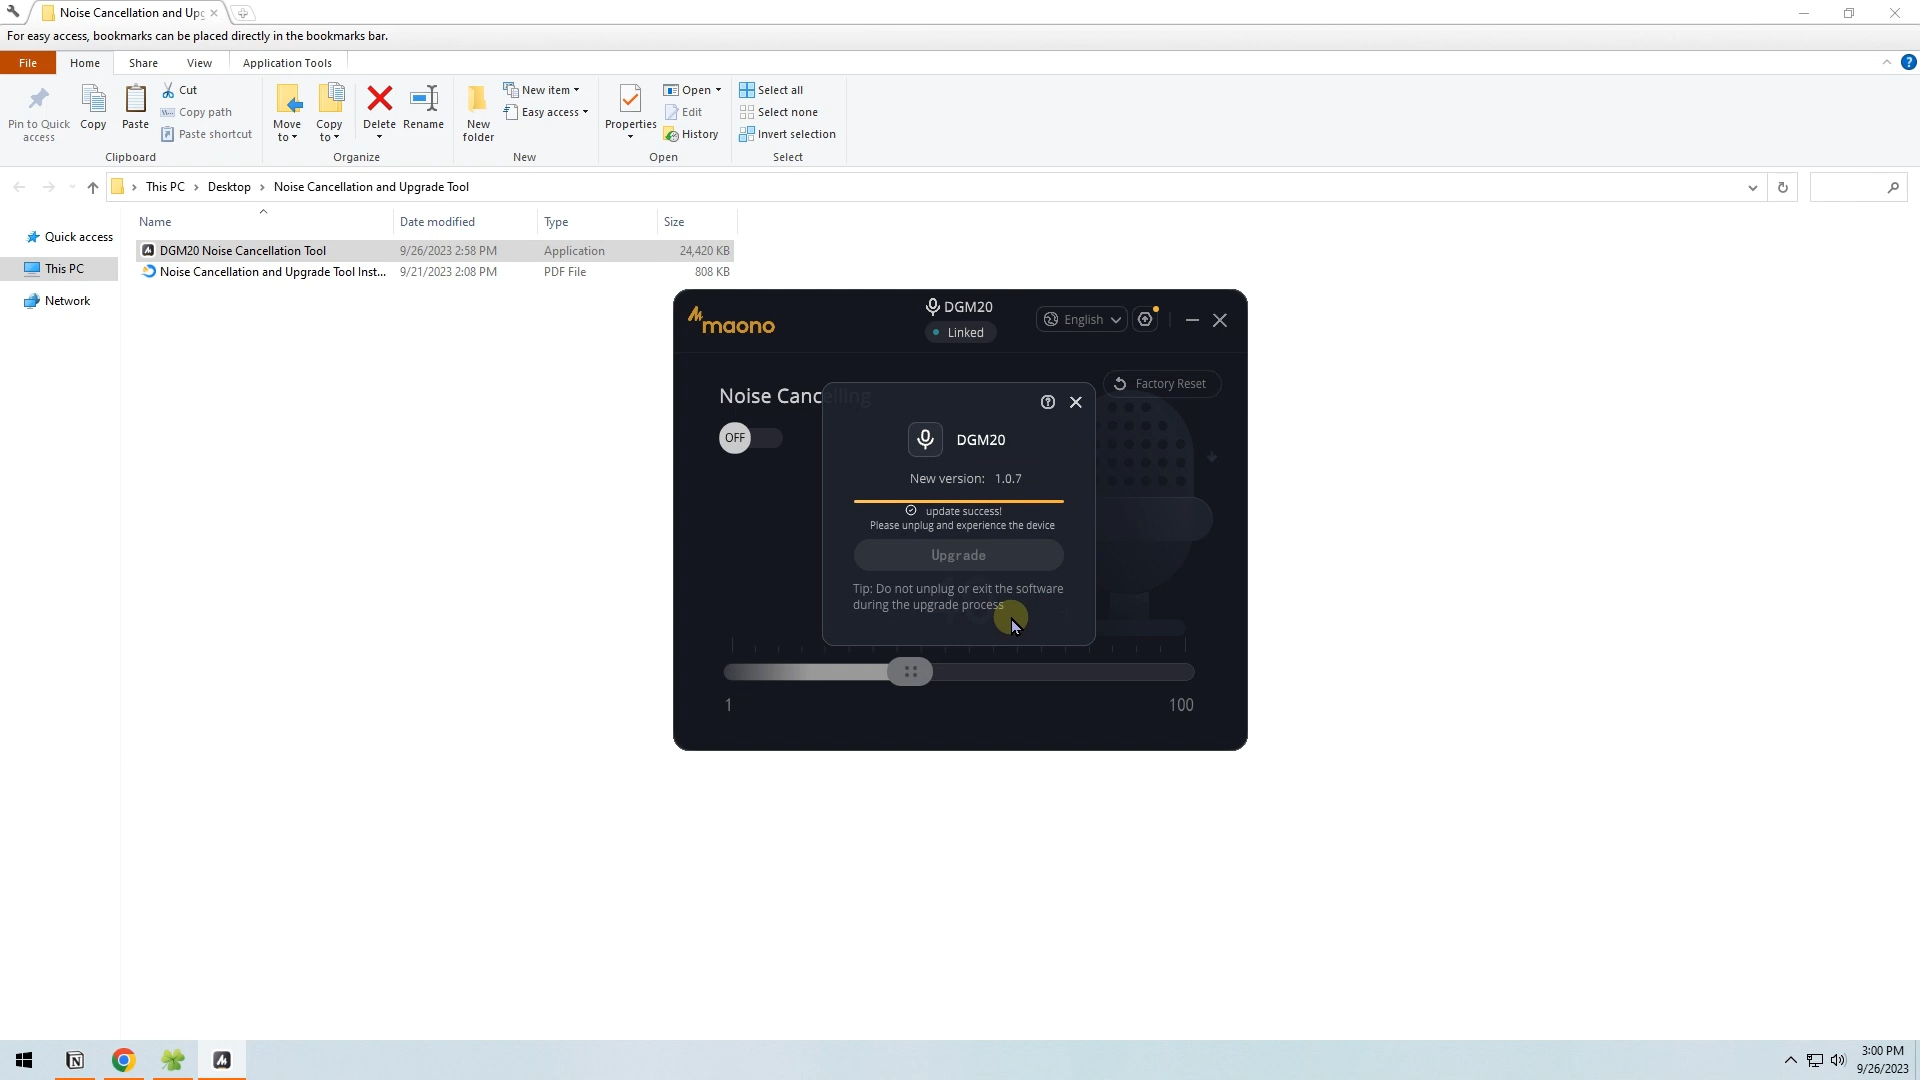 Noise Cancellation and Upg
For easy access, bookmarks can be placed directly in the bookmarks bar.
File Home Share View Application Tools
Pin to Quick access
Copy
Paste
Cut
Copy path
Paste shortcut
Clipboard
Move to
Copy to
Delete
Rename
Organize
New folder
New item
Easy access
New
Properties
Open
Edit
History
Open
Select all
Select none
Invert selection
Select
This PC › Desktop › Noise Cancellation and Upgrade Tool
Name Date modified Type Size
Quick access
This PC
Network
DGM20 Noise Cancellation Tool 9/26/2023 2:58 PM Application 24,420 KB
Noise Cancellation and Upgrade Tool Inst... 9/21/2023 2:08 PM PDF File 808 KB
maono
DGM20
Linked
English
Factory Reset
Noise Cancelling
OFF
DGM20
New version: 1.0.7
update success!
Please unplug and experience the device
Upgrade
Tip: Do not unplug or exit the software
during the upgrade process
1
100
3:00 PM
9/26/2023